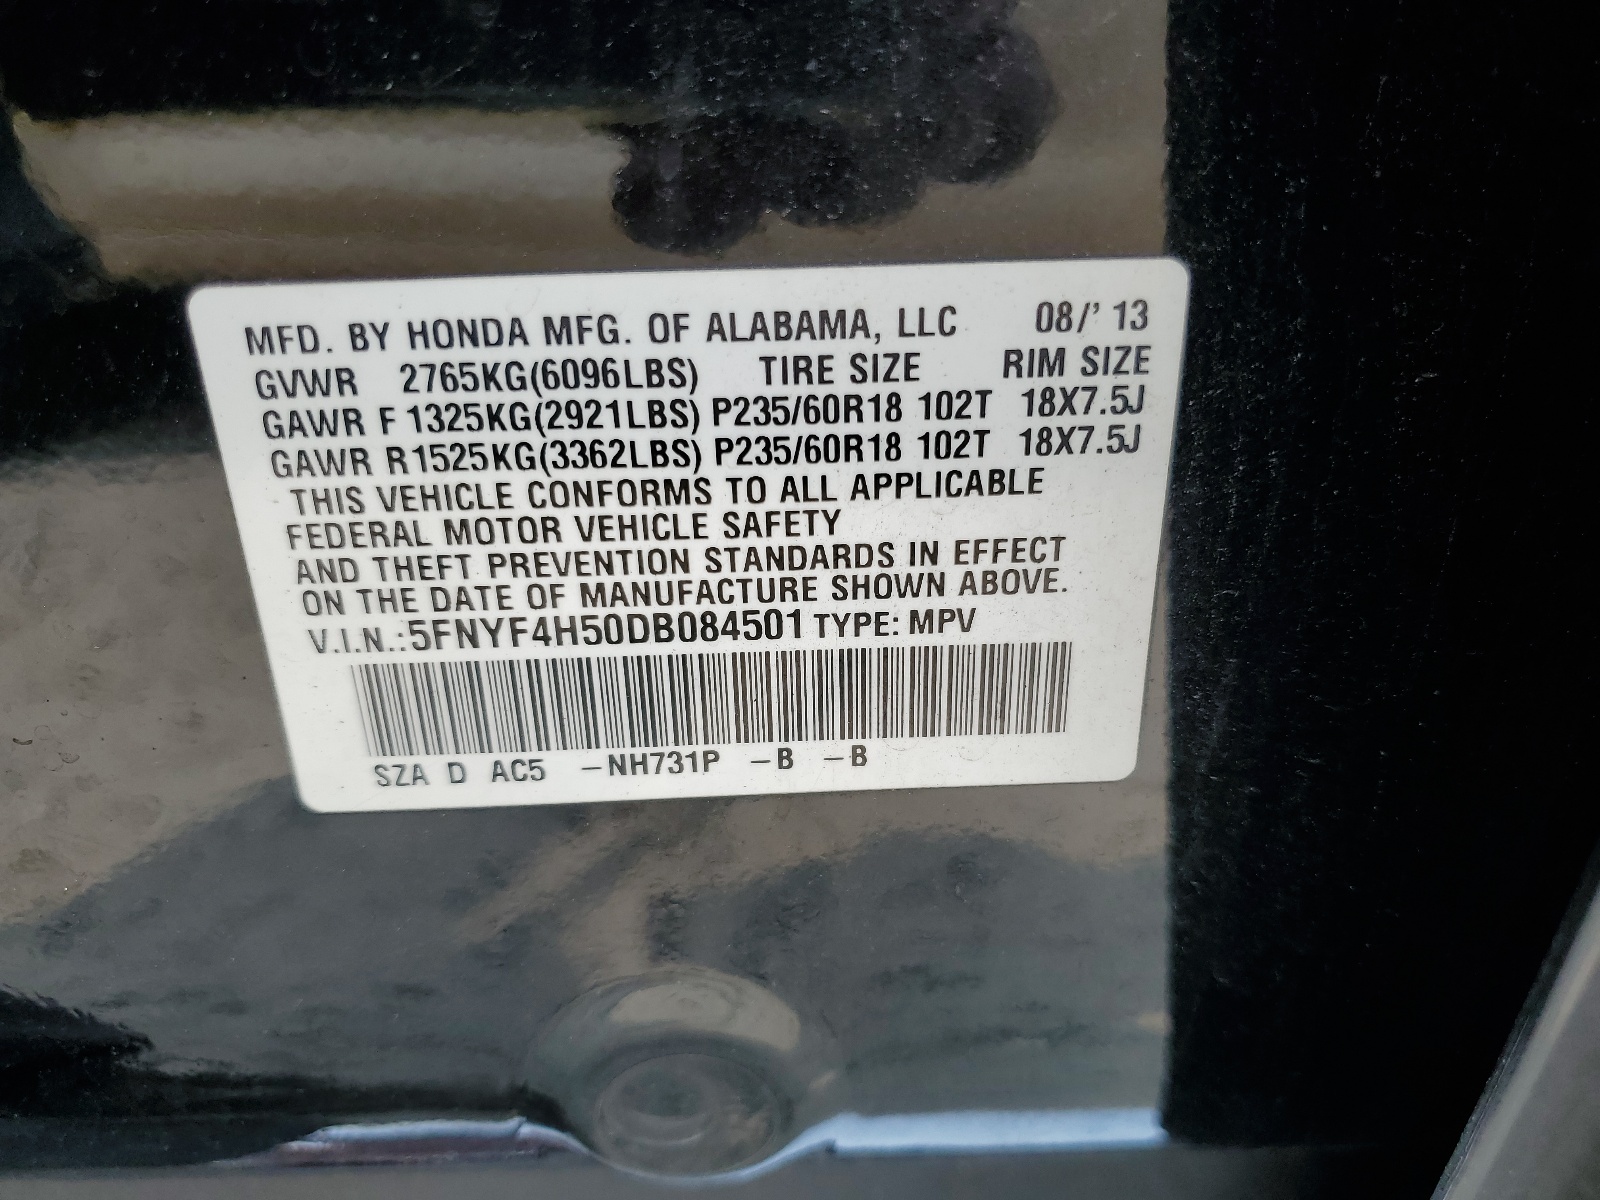 MFD. BY HONDA MFG. OF ALABAMA, LLC 08/' 13
GVWR 2765KG(6096LBS) TIRE SIZE RIM SIZE
GAWR F 1325KG(2921LBS) P235/60R18 102T 18X7.5J
GAWR R 1525KG(3362LBS) P235/60R18 102T 18X7.5J
THIS VEHICLE CONFORMS TO ALL APPLICABLE
FEDERAL MOTOR VEHICLE SAFETY
AND THEFT PREVENTION STANDARDS IN EFFECT
ON THE DATE OF MANUFACTURE SHOWN ABOVE.
V.I.N.: 5FNYF4H50DB084501 TYPE: MPV
SZA D AC5 -NH731P -B -B